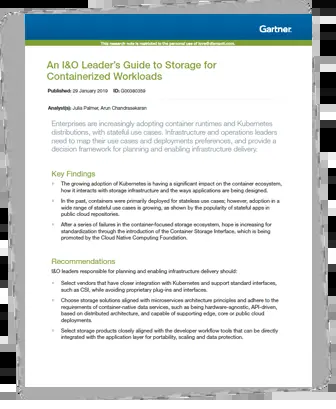 Gartner
This research note is restricted to the personal use of
An I&O Leader's Guide to Storage for
Containerized Workloads
Published: 29 January 2019 ID: G00380359
Analyst(s): Julia Palmer, Arun Chandrasekaran
Enterprises are increasingly adopting container runtimes and Kubernetes
distributions, with stateful use cases. Infrastructure and operations leaders
need to map their use cases and deployments preferences, and provide a
decision framework for planning and enabling infrastructure delivery.
Key Findings
The growing adoption of Kubernetes is having a significant impact on the container ecosystem,
how it interacts with storage infrastructure and the ways applications are being designed.
In the past, containers were primarily deployed for stateless use cases; however, adoption in a
wide range of stateful use cases is growing, as shown by the popularity of stateful apps in
public cloud repositories.
After a series of failures in the container-focused storage ecosystem, hope is increasing for
standardization through the introduction of the Container Storage Interface, which is being
promoted by the Cloud Native Computing Foundation.
Recommendations
I&O leaders responsible for planning and enabling infrastructure delivery should:
Select vendors that have closer integration with Kubernetes and support standard interfaces,
such as CSI, while avoiding proprietary plug-ins and interfaces.
Choose storage solutions aligned with microservices architecture principles and adhere to the
requirements of container-native data services, such as being hardware-agnostic, API-driven,
based on distributed architecture, and capable of supporting edge, core or public cloud
deployments.
Select storage products closely aligned with the developer workflow tools that can be directly
integrated with the application layer for portability, scaling and data protection.